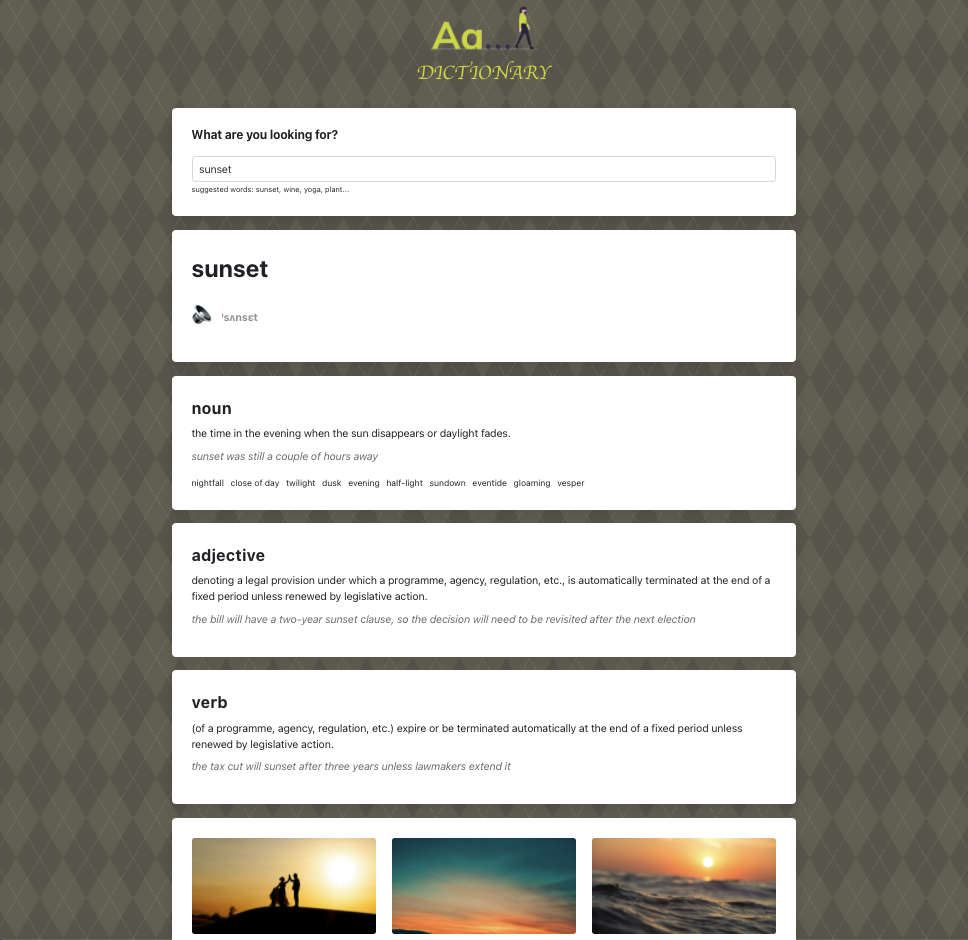 Aa...
DICTIONARY
What are you looking for?
sunset
suggested words: sunset, wine, yoga, plant...
sunset
ˈsʌnsɛt
noun
the time in the evening when the sun disappears or daylight fades.
sunset was still a couple of hours away
nightfall close of day twilight dusk evening half-light sundown eventide gloaming vesper
adjective
denoting a legal provision under which a programme, agency, regulation, etc., is automatically terminated at the end of a
fixed period unless renewed by legislative action.
the bill will have a two-year sunset clause, so the decision will need to be revisited after the next election
verb
(of a programme, agency, regulation, etc.) expire or be terminated automatically at the end of a fixed period unless
renewed by legislative action.
the tax cut will sunset after three years unless lawmakers extend it